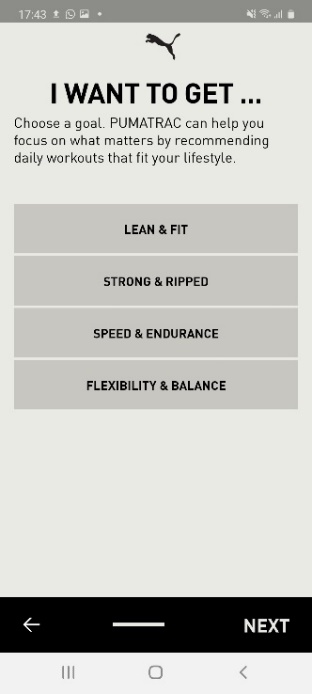 17:43
I WANT TO GET ...
Choose a goal. PUMATRAC can help you
focus on what matters by recommending
daily workouts that fit your lifestyle.
LEAN & FIT
STRONG & RIPPED
SPEED & ENDURANCE
FLEXIBILITY & BALANCE
NEXT